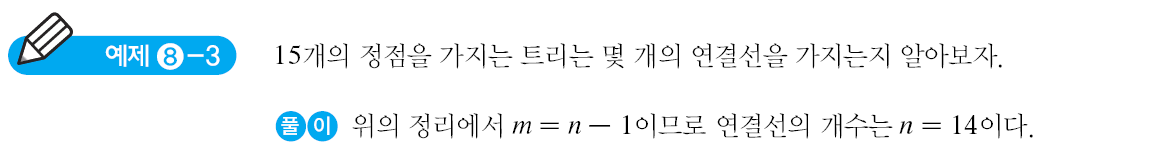 예제 8-3 15개의 정점을 가지는 트리는 몇 개의 연결선을 가지는지 알아보자.
풀이 위의 정리에서 m = n - 1이므로 연결선의 개수는 n = 14이다.